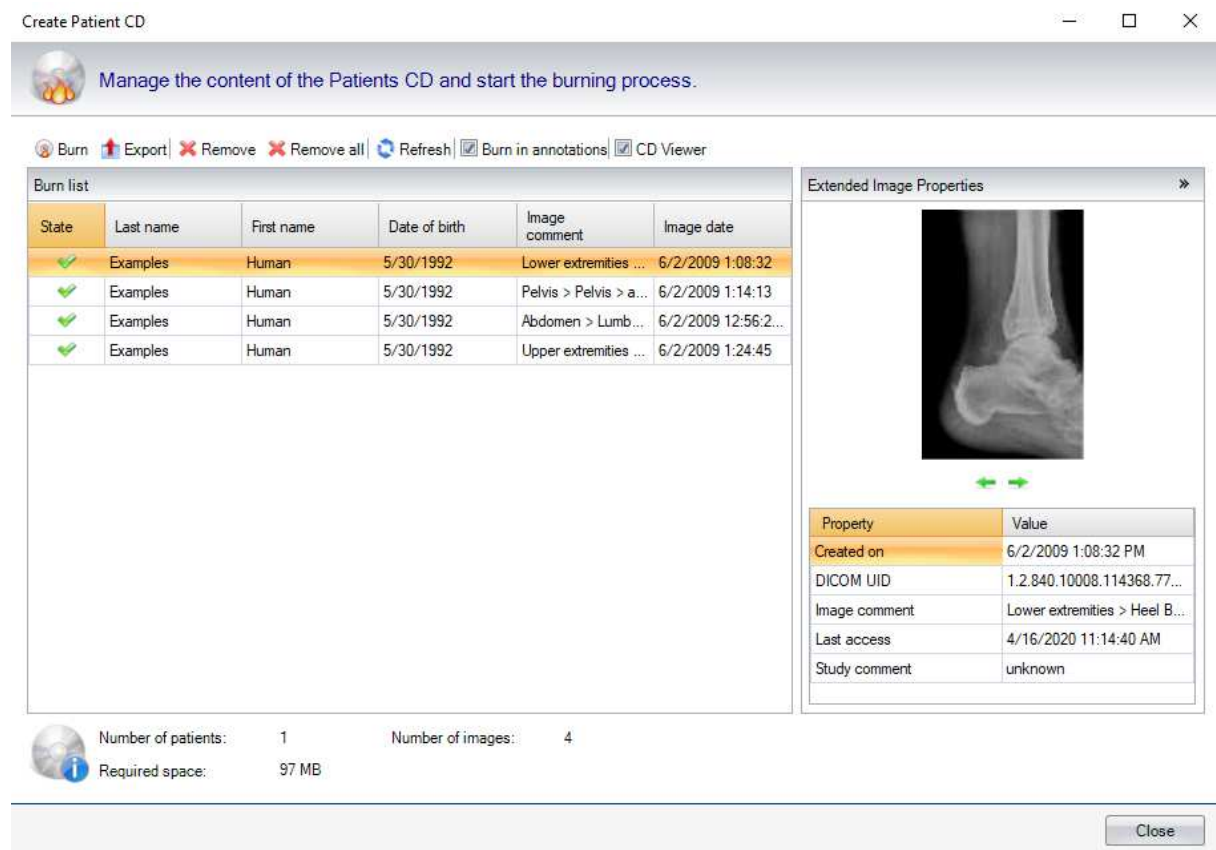 Create Patient CD
Manage the content of the Patients CD and start the burning process.
Burn Export Remove Remove all Refresh Burn in annotations CD Viewer
Burn list
State Last name First name Date of birth Image comment Image date
Examples Human 5/30/1992 Lower extremities ... 6/2/2009 1:08:32
Examples Human 5/30/1992 Pelvis > Pelvis > a... 6/2/2009 1:14:13
Examples Human 5/30/1992 Abdomen > Lumb... 6/2/2009 12:56:2...
Examples Human 5/30/1992 Upper extremities ... 6/2/2009 1:24:45
Extended Image Properties »
Property Value
Created on 6/2/2009 1:08:32 PM
DICOM UID 1.2.840.10008.114368.77...
Image comment Lower extremities > Heel B...
Last access 4/16/2020 11:14:40 AM
Study comment unknown
Number of patients: 1 Number of images: 4
Required space: 97 MB
Close